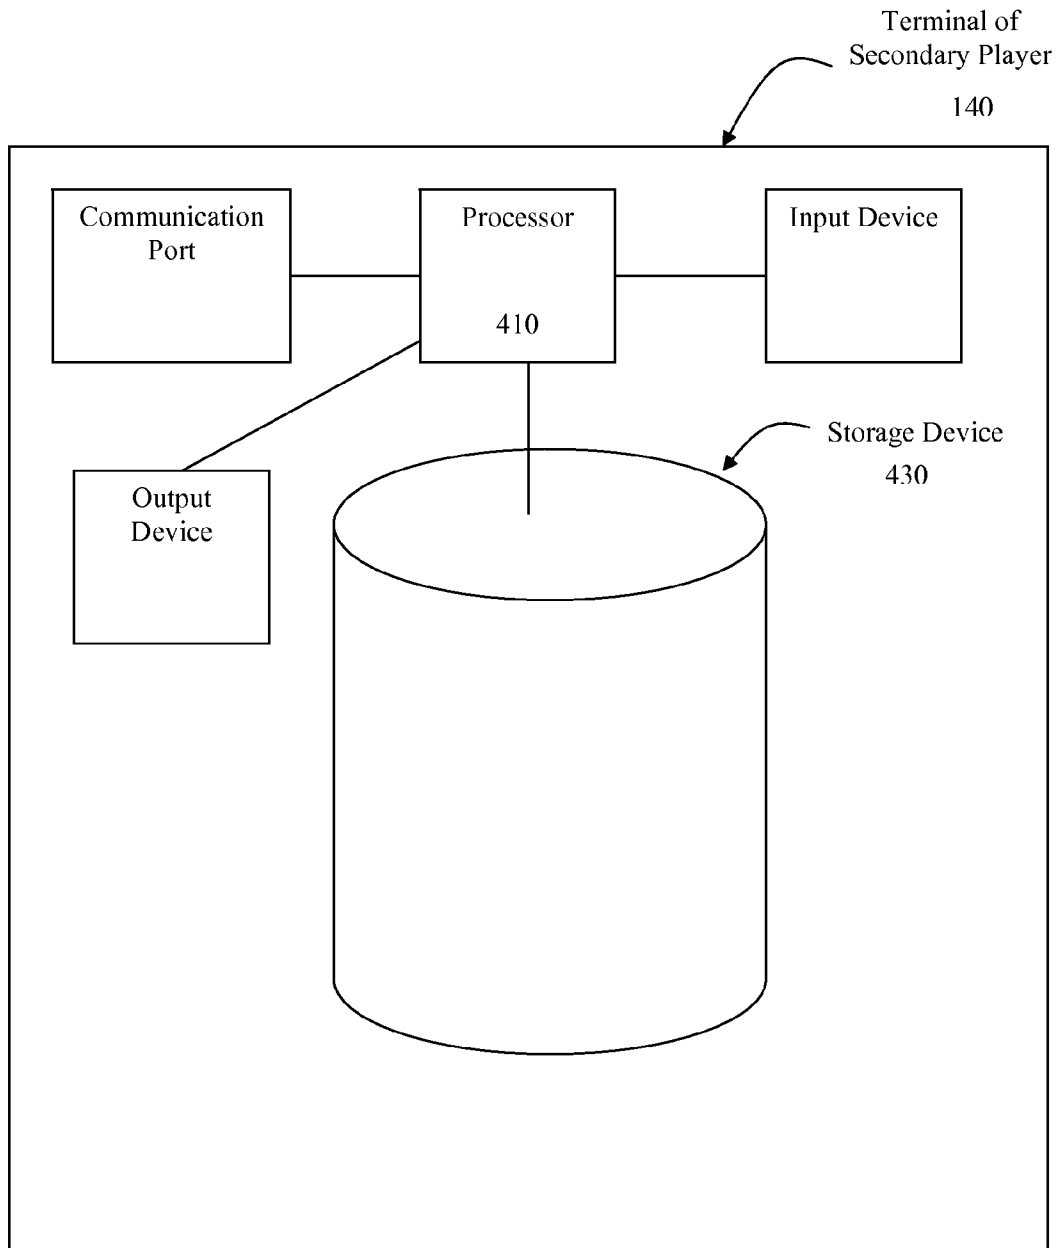 Terminal of
Secondary Player
140
Communication
Port
Processor
410
Input Device
Storage Device
430
Output
Device